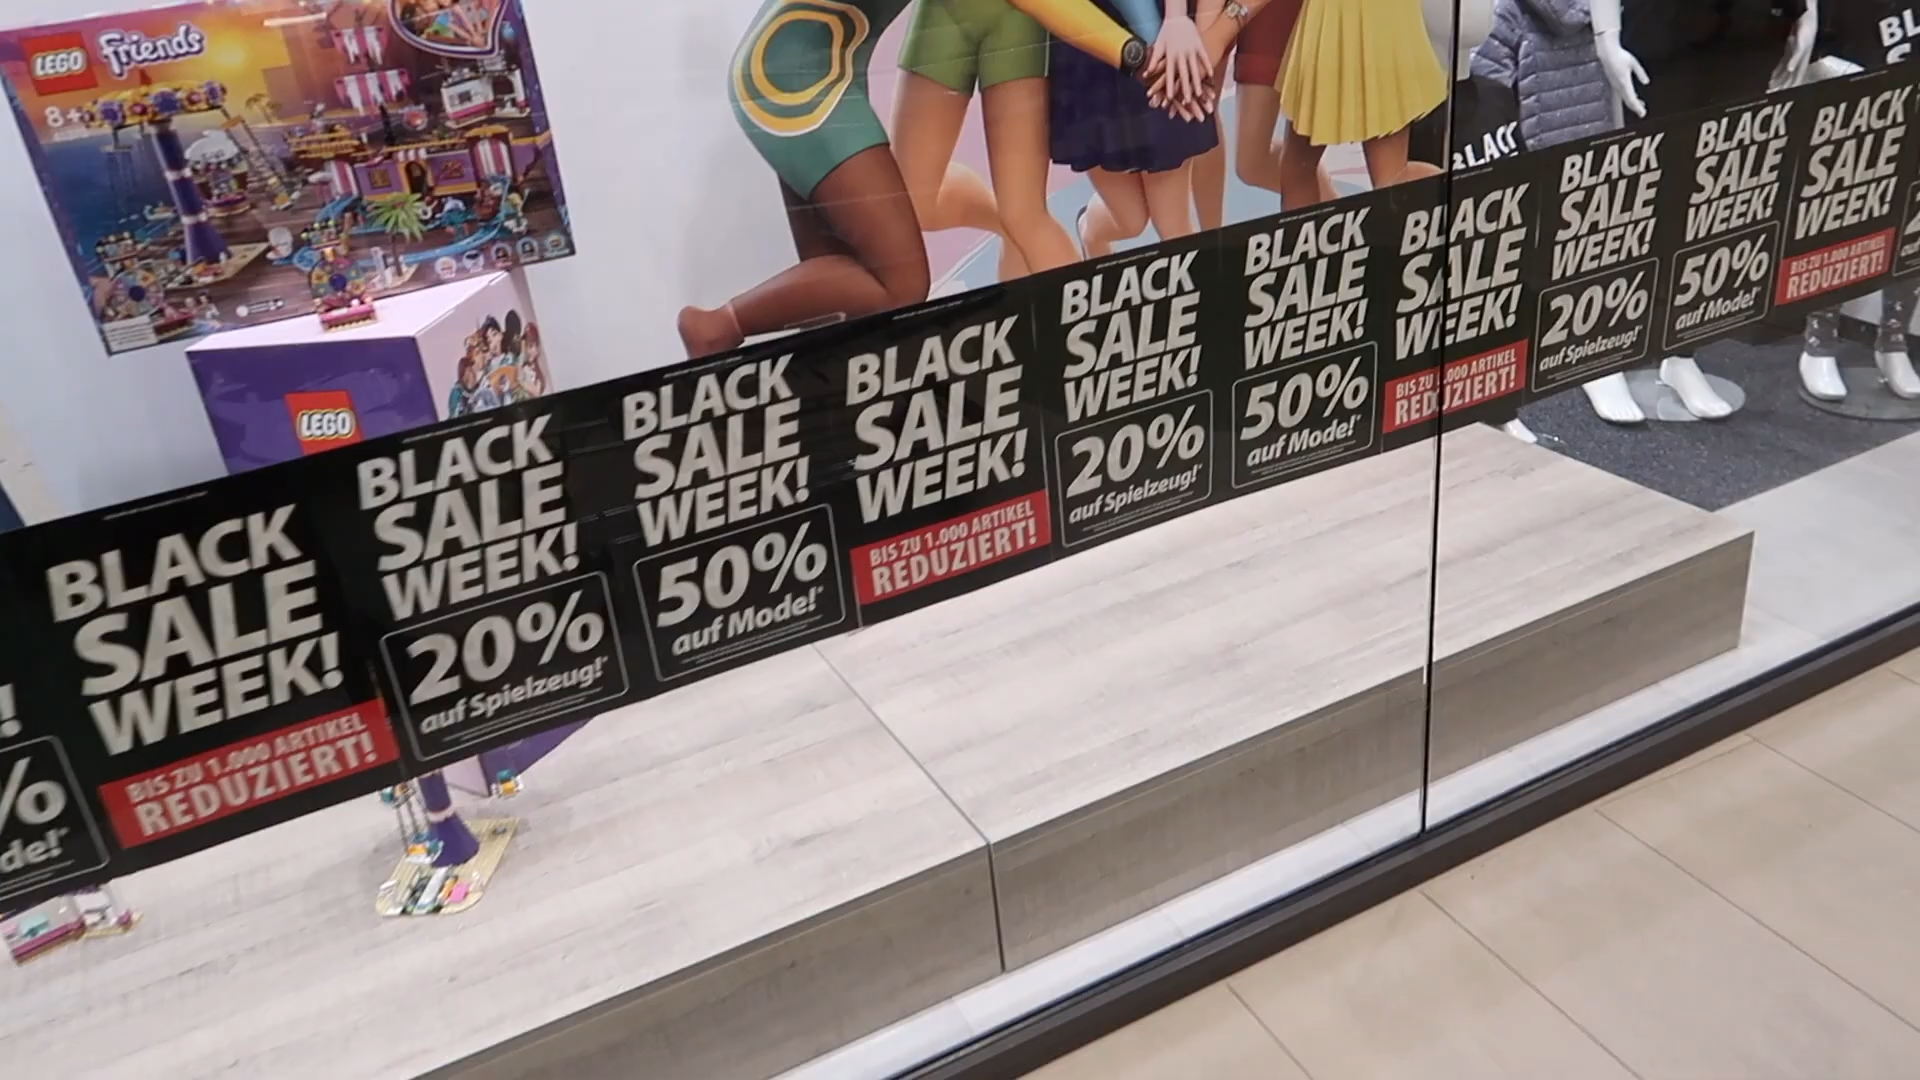 LEGO friends
8+
LEGO
BLACK
SALE
WEEK!
BIS ZU 1.000 ARTIKEL
REDUZIERT!
BLACK
SALE
WEEK!
20%
auf Spielzeug!*
BLACK
SALE
WEEK!
50%
auf Mode!*
BLACK
SALE
WEEK!
BIS ZU 1.000 ARTIKEL
REDUZIERT!
BLACK
SALE
WEEK!
20%
auf Spielzeug!*
BLACK
SALE
WEEK!
50%
auf Mode!*
BLACK
SALE
WEEK!
BIS ZU 1.000 ARTIKEL
REDUZIERT!
BLACK
SALE
WEEK!
20%
auf Spielzeug!*
BLACK
SALE
WEEK!
50%
auf Mode!*
BLACK
SALE
WEEK!
BIS ZU 1.000 ARTIKEL
REDUZIERT!
%
de!*
BLACK
BL